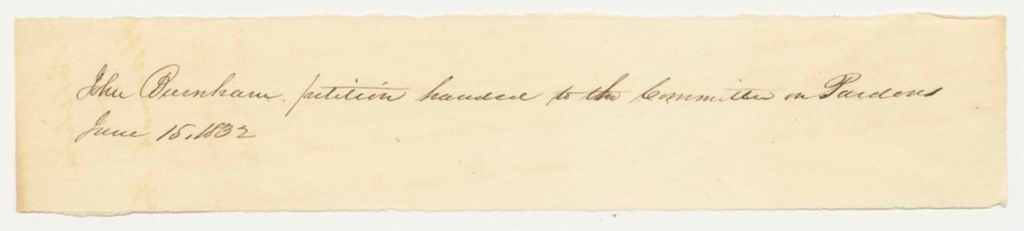 John Burnham. petition handed to the Committee on Pardons
June 15, 1832